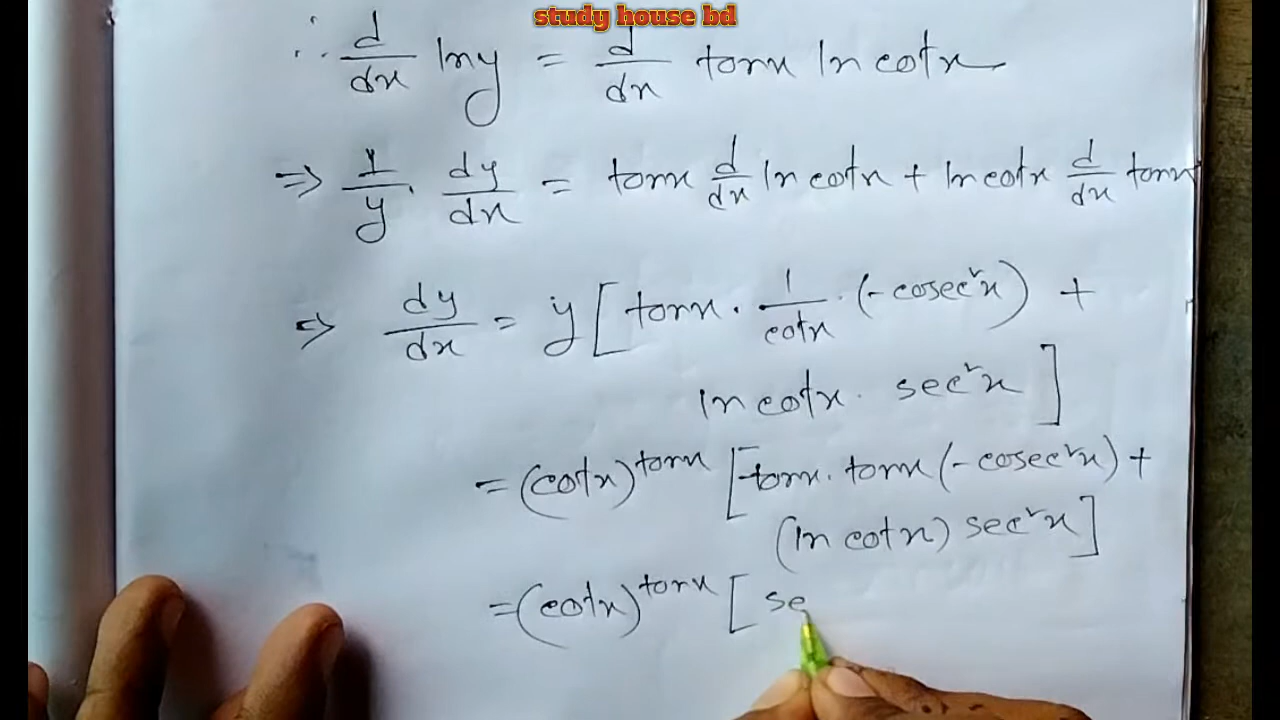 study house bd
∴ d/dx lny = d/dx tanx ln cotx
⇒ 1/y · dy/dx = tanx d/dx ln cotx + ln cotx d/dx tanx
⇒ dy/dx = y [ tanx · 1/cotx · (- cosec²x) +
ln cotx · sec²x ]
= (cotx)^tanx [ tanx · tanx (- cosec²x) +
(ln cotx) sec²x ]
= (cotx)^tanx [ se